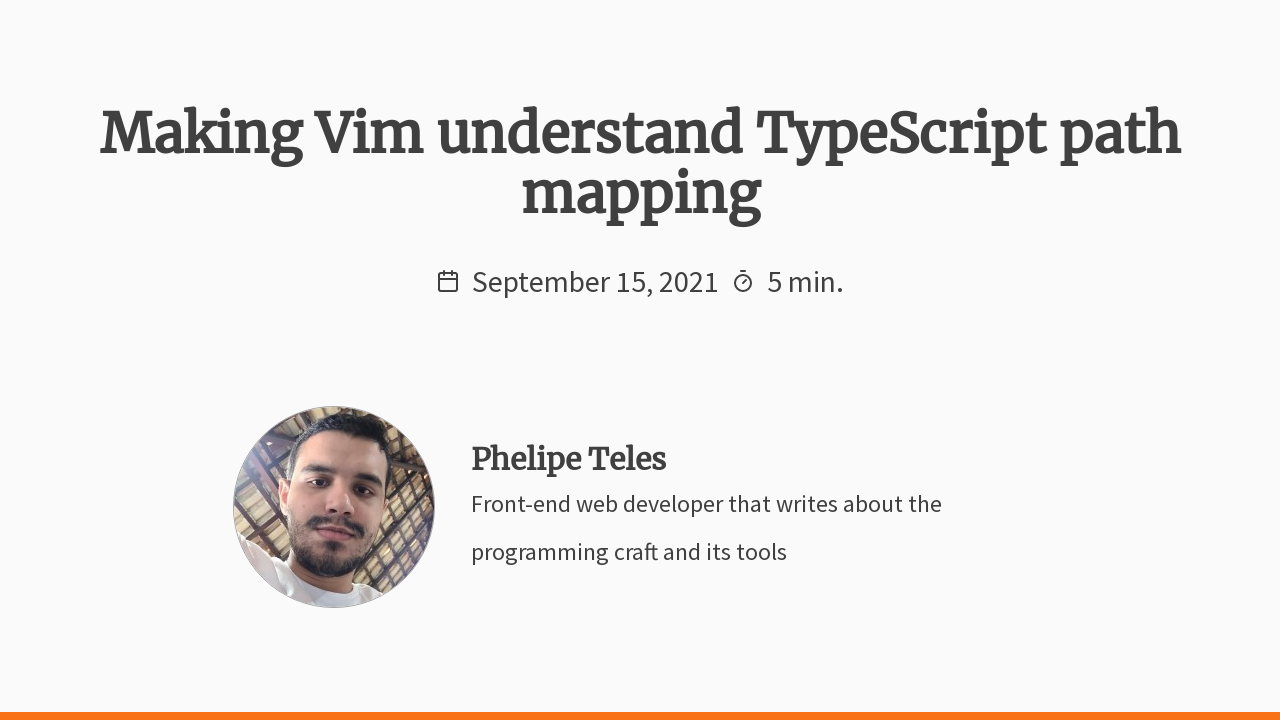 Making Vim understand TypeScript path
mapping
September 15, 2021 5 min.
Phelipe Teles
Front-end web developer that writes about the
programming craft and its tools